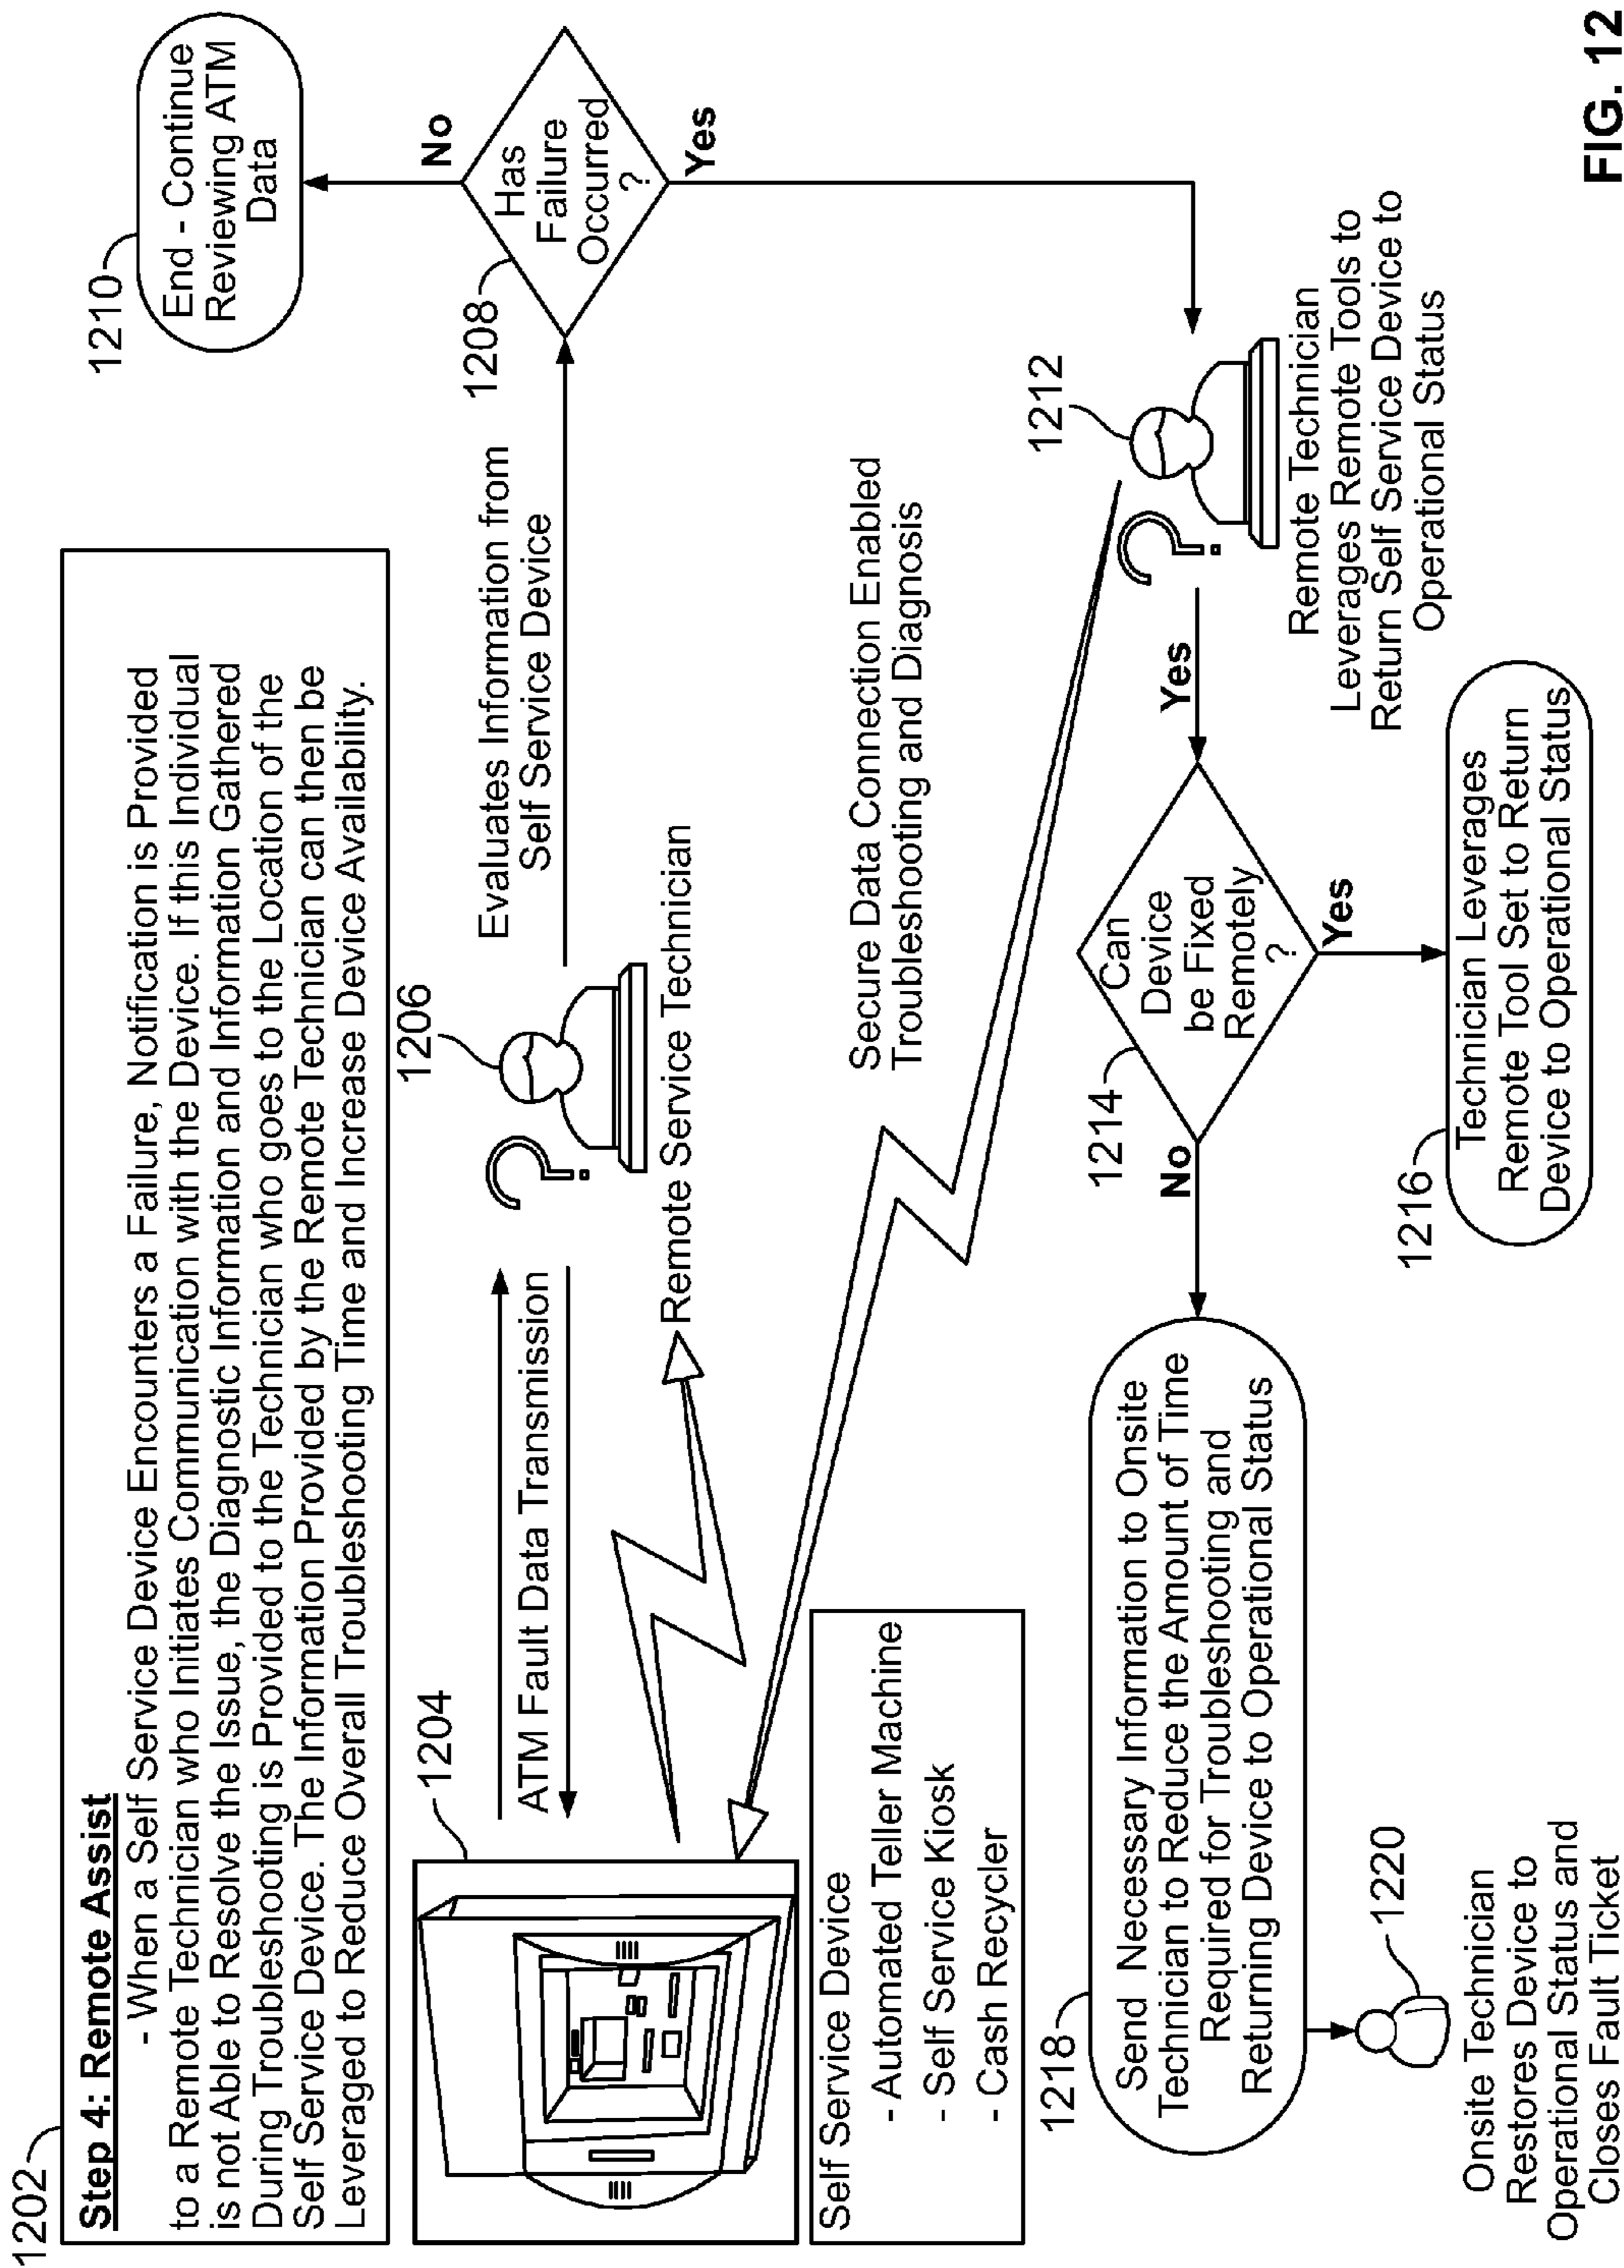 1202
Step 4: Remote Assist
- When a Self Service Device Encounters a Failure, Notification is Provided
to a Remote Technician who Initiates Communication with the Device. If this Individual
is not Able to Resolve the Issue, the Diagnostic Information and Information Gathered
During Troubleshooting is Provided to the Technician who goes to the Location of the
Self Service Device. The Information Provided by the Remote Technician can then be
Leveraged to Reduce Overall Troubleshooting Time and Increase Device Availability.
1204
ATM Fault Data Transmission
1206
Remote Service Technician
Evaluates Information from
Self Service Device
1208
Has
Failure
Occurred
?
No
Yes
1210
End - Continue
Reviewing ATM
Data
Self Service Device
- Automated Teller Machine
- Self Service Kiosk
- Cash Recycler
Secure Data Connection Enabled
Troubleshooting and Diagnosis
1212
Remote Technician
Leverages Remote Tools to
Return Self Service Device to
Operational Status
Yes
1214
Can
Device
be Fixed
Remotely
?
No
Yes
1216
Technician Leverages
Remote Tool Set to Return
Device to Operational Status
1218
Send Necessary Information to Onsite
Technician to Reduce the Amount of Time
Required for Troubleshooting and
Returning Device to Operational Status
1220
Onsite Technician
Restores Device to
Operational Status and
Closes Fault Ticket
FIG. 12